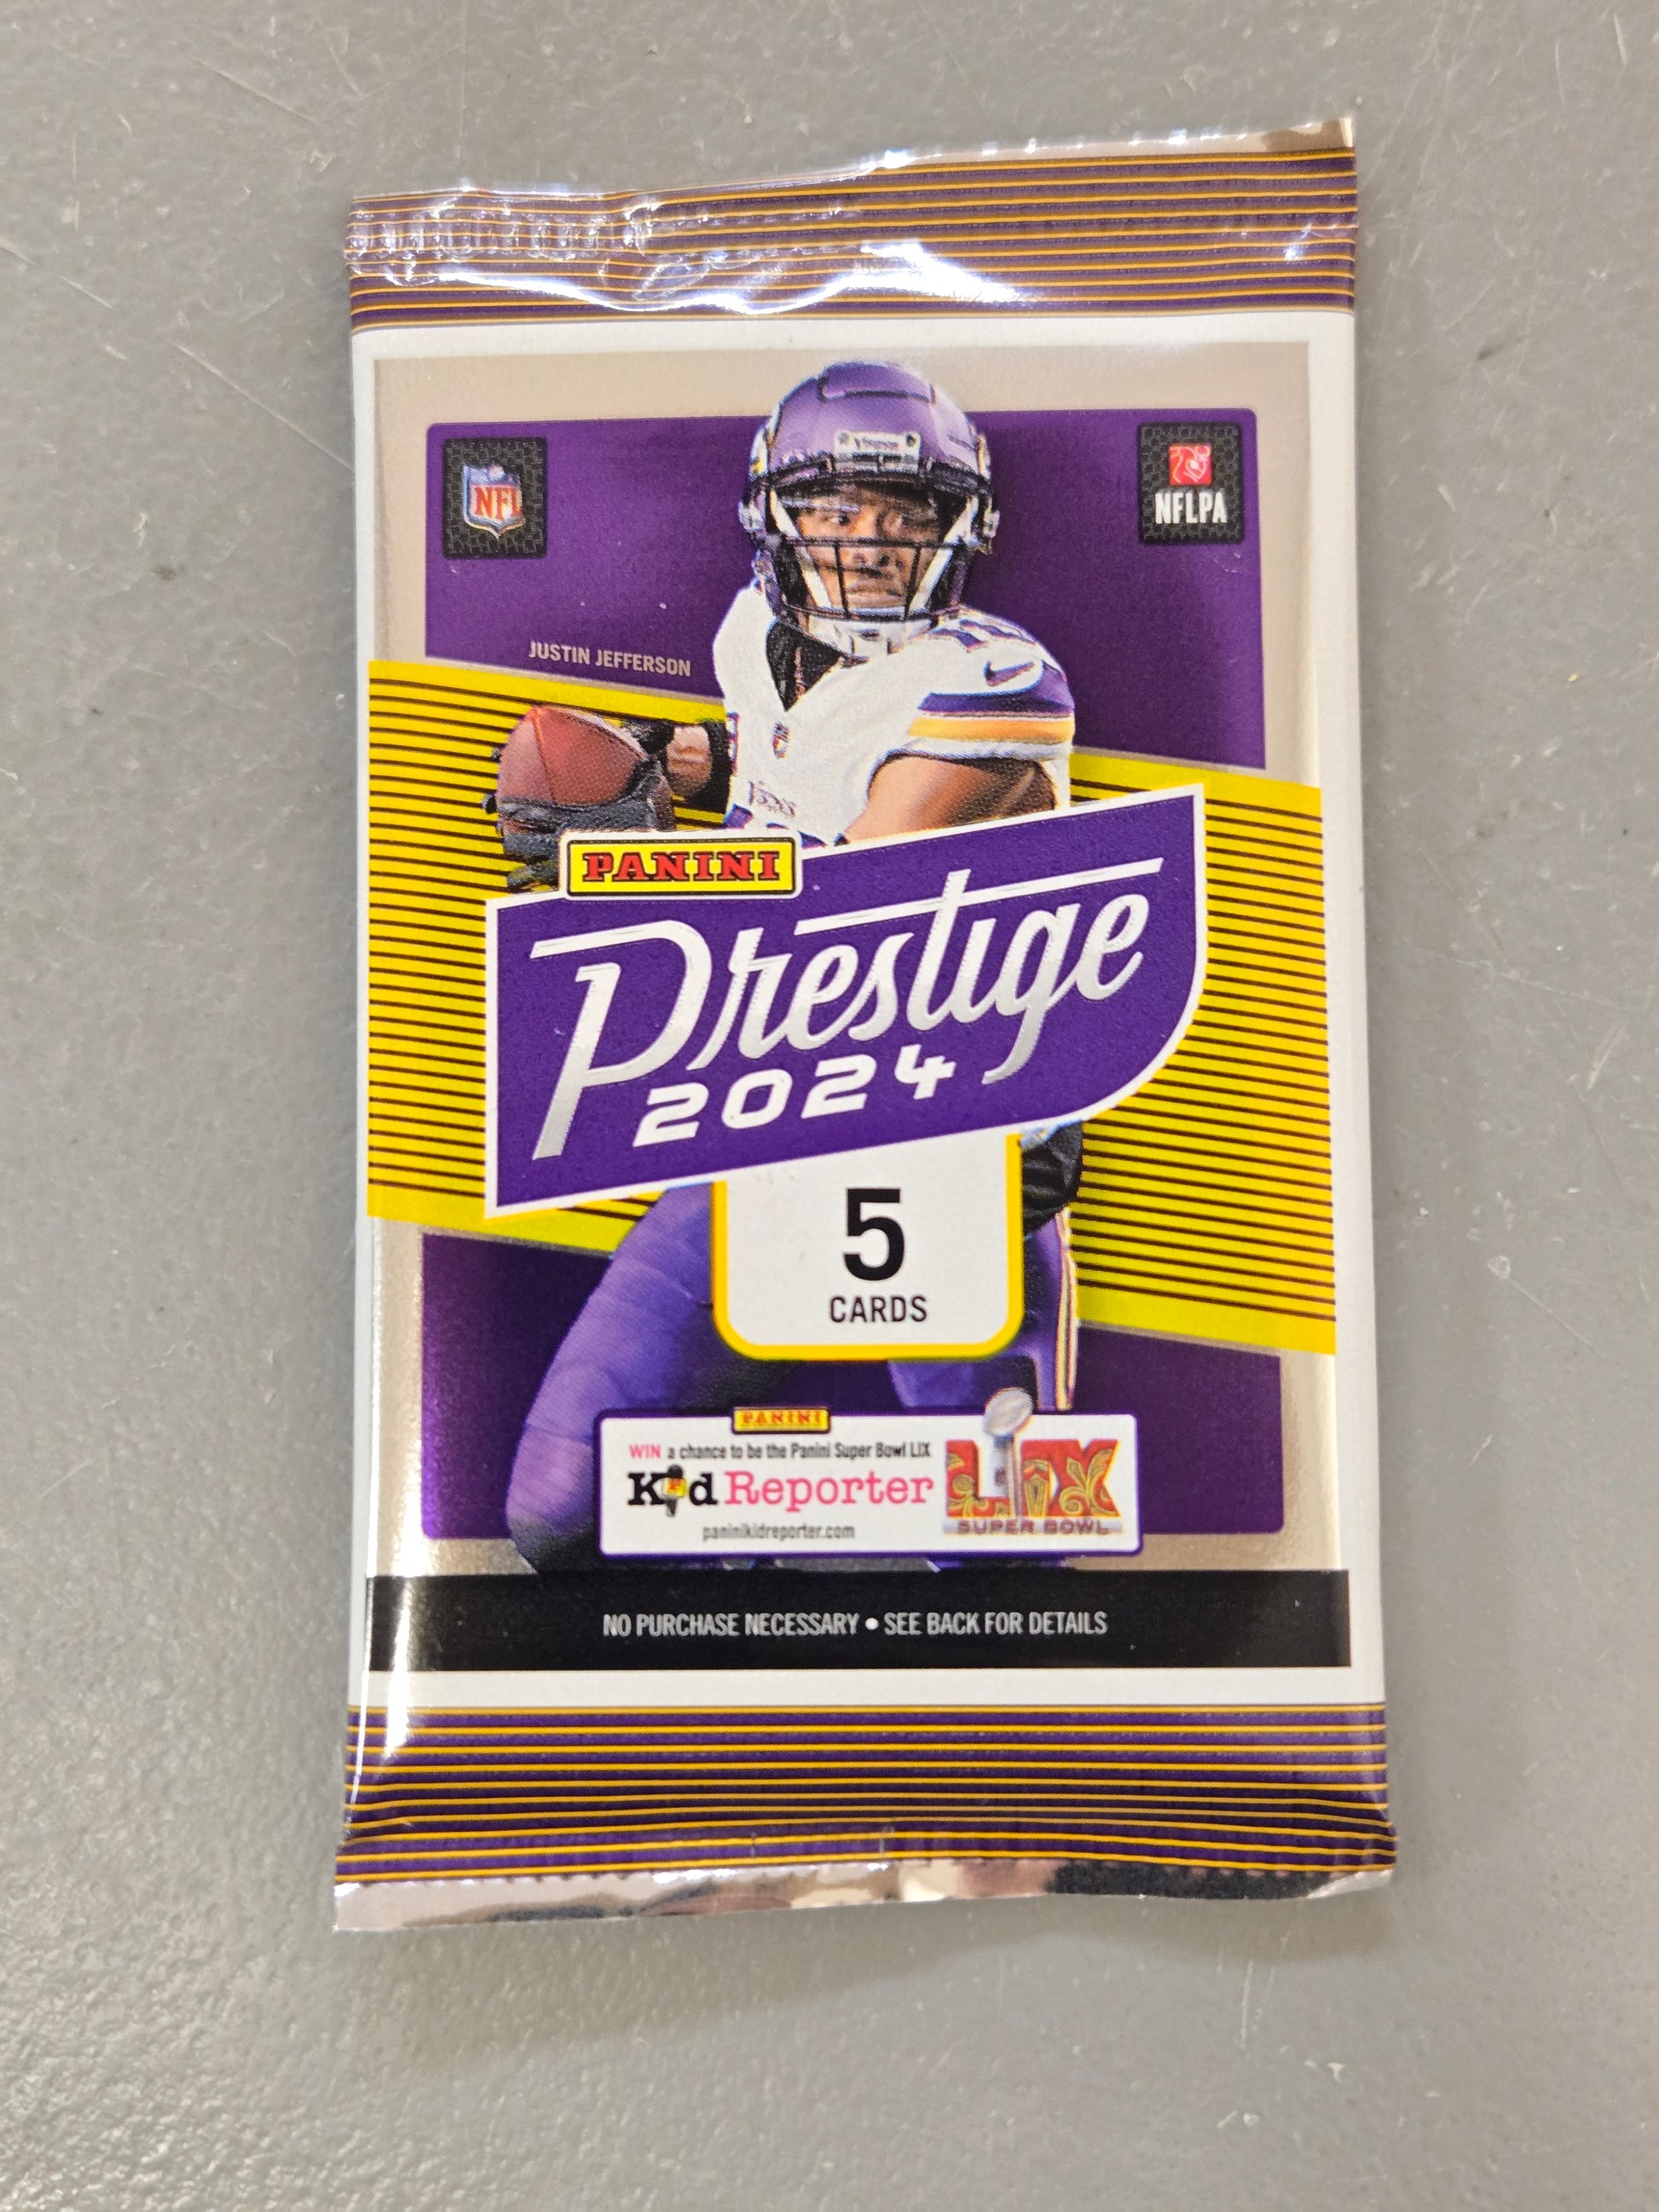 NFL
NFLPA
JUSTIN JEFFERSON
PANINI
Prestige
2024
5
CARDS
PANINI
WIN a chance to be the Panini Super Bowl LIX
Kid Reporter
paninikidreporter.com
LIX
SUPER BOWL
NO PURCHASE NECESSARY • SEE BACK FOR DETAILS